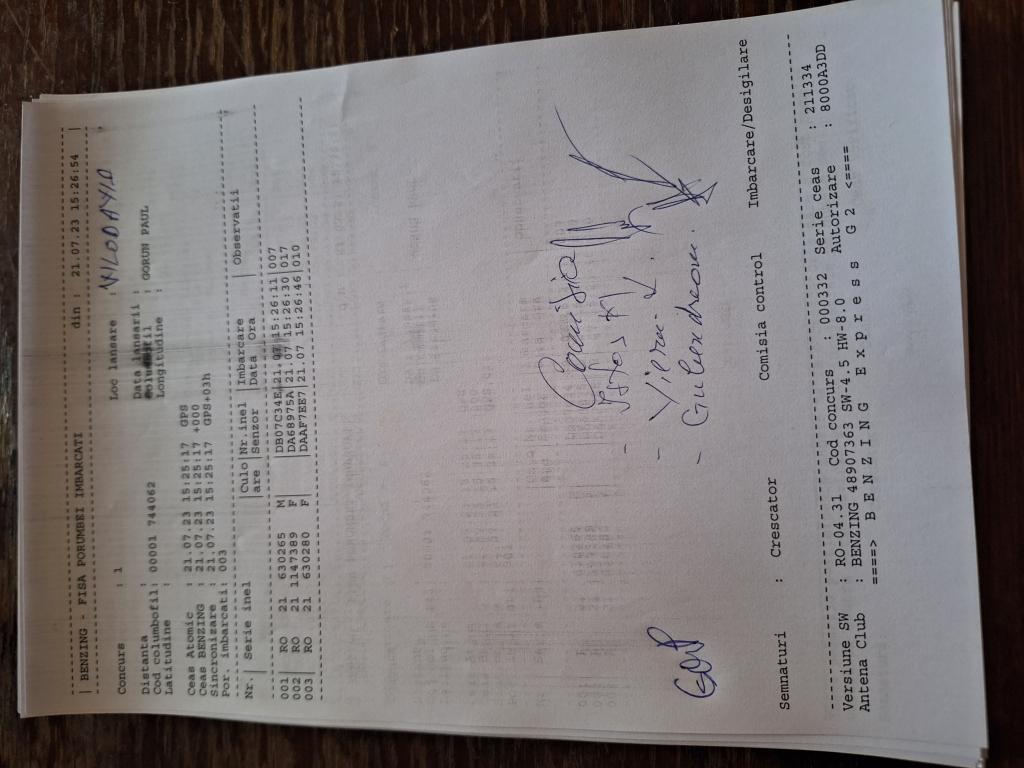 | BENZING - FISA PORUMBEI IMBARCATI din : 21.07.23 15:26:54 |
Concurs : 1 Loc lansare : WLODAYID
Distanta : Data lansarii :
Cod columbofil: 00001 744062 : GORUN PAUL
Latitudine : Longitudine :
Ceas Atomic : 21.07.23 15:25:17 GPS
Ceas BENZING : 21.07.23 15:25:17 +000
Sincronizare : 21.07.23 15:25:17 GPS+03h
Por. imbarcati: 003
Nr.| Serie inel |Culo|Nr.inel |Imbarcare | Observatii
|are |Senzor |Data Ora |
001| RO 21 630265 M | |DB07C34E|21.07 15:26:11|007
002| RO 21 1147389 F | |DA68975A|21.07 15:26:30|017
003| RO 21 630280 F | |DAAF7EE7|21.07 15:26:46|010
Comisia
Semnaturi : Crescator Comisia control Imbarcare/Desigilare
Versiune SW : RO-04.31 Cod concurs : 000332 Serie ceas : 211334
Antena Club : BENZING 48907363 SW-4.5 HW-8.0 Autorizare : 8000A3DD
====> B E N Z I N G E x p r e s s G 2 <====